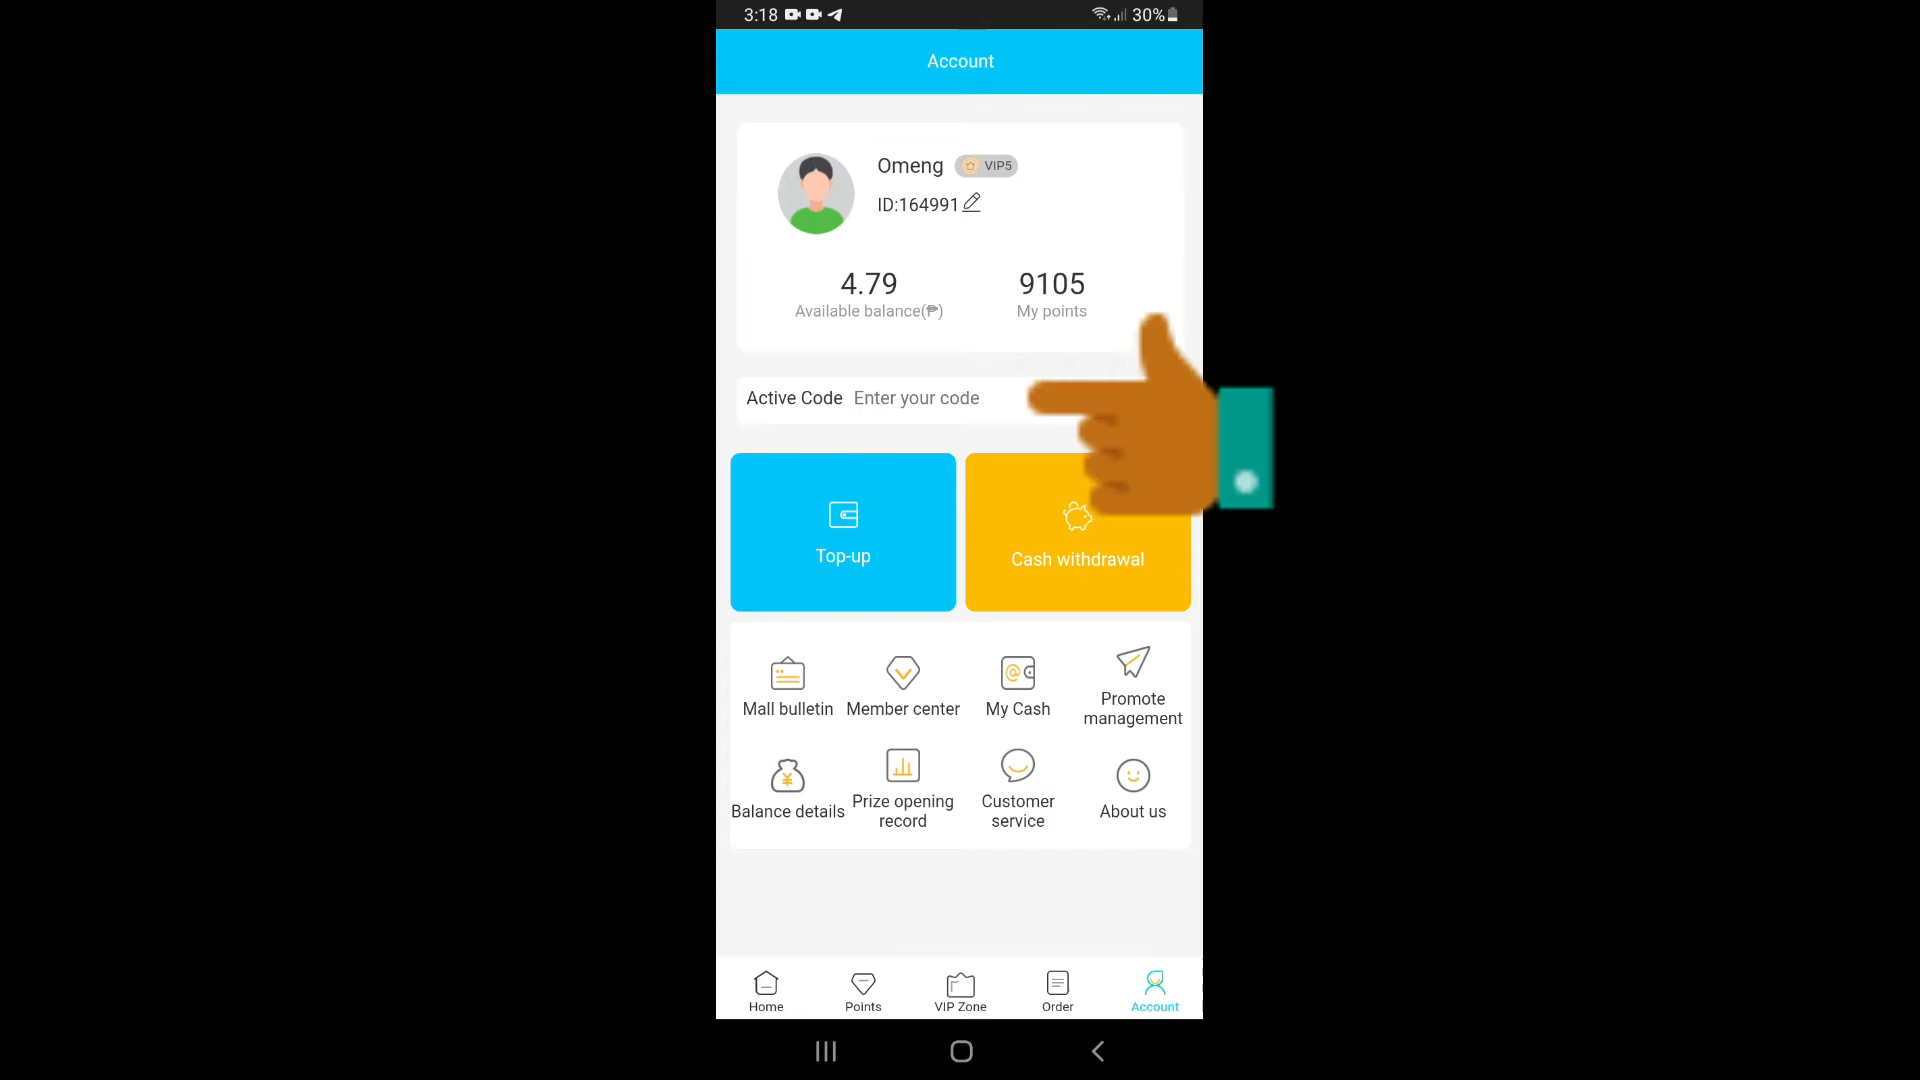 3:18
30%
Account
Omeng VIP5
ID:164991
4.79 9105
Available balance(₱) My points
Active Code Enter your code
Top-up Cash withdrawal
Mall bulletin Member center My Cash Promote
management
Balance details Prize opening
record Customer
service About us
Home Points VIP Zone Order Account